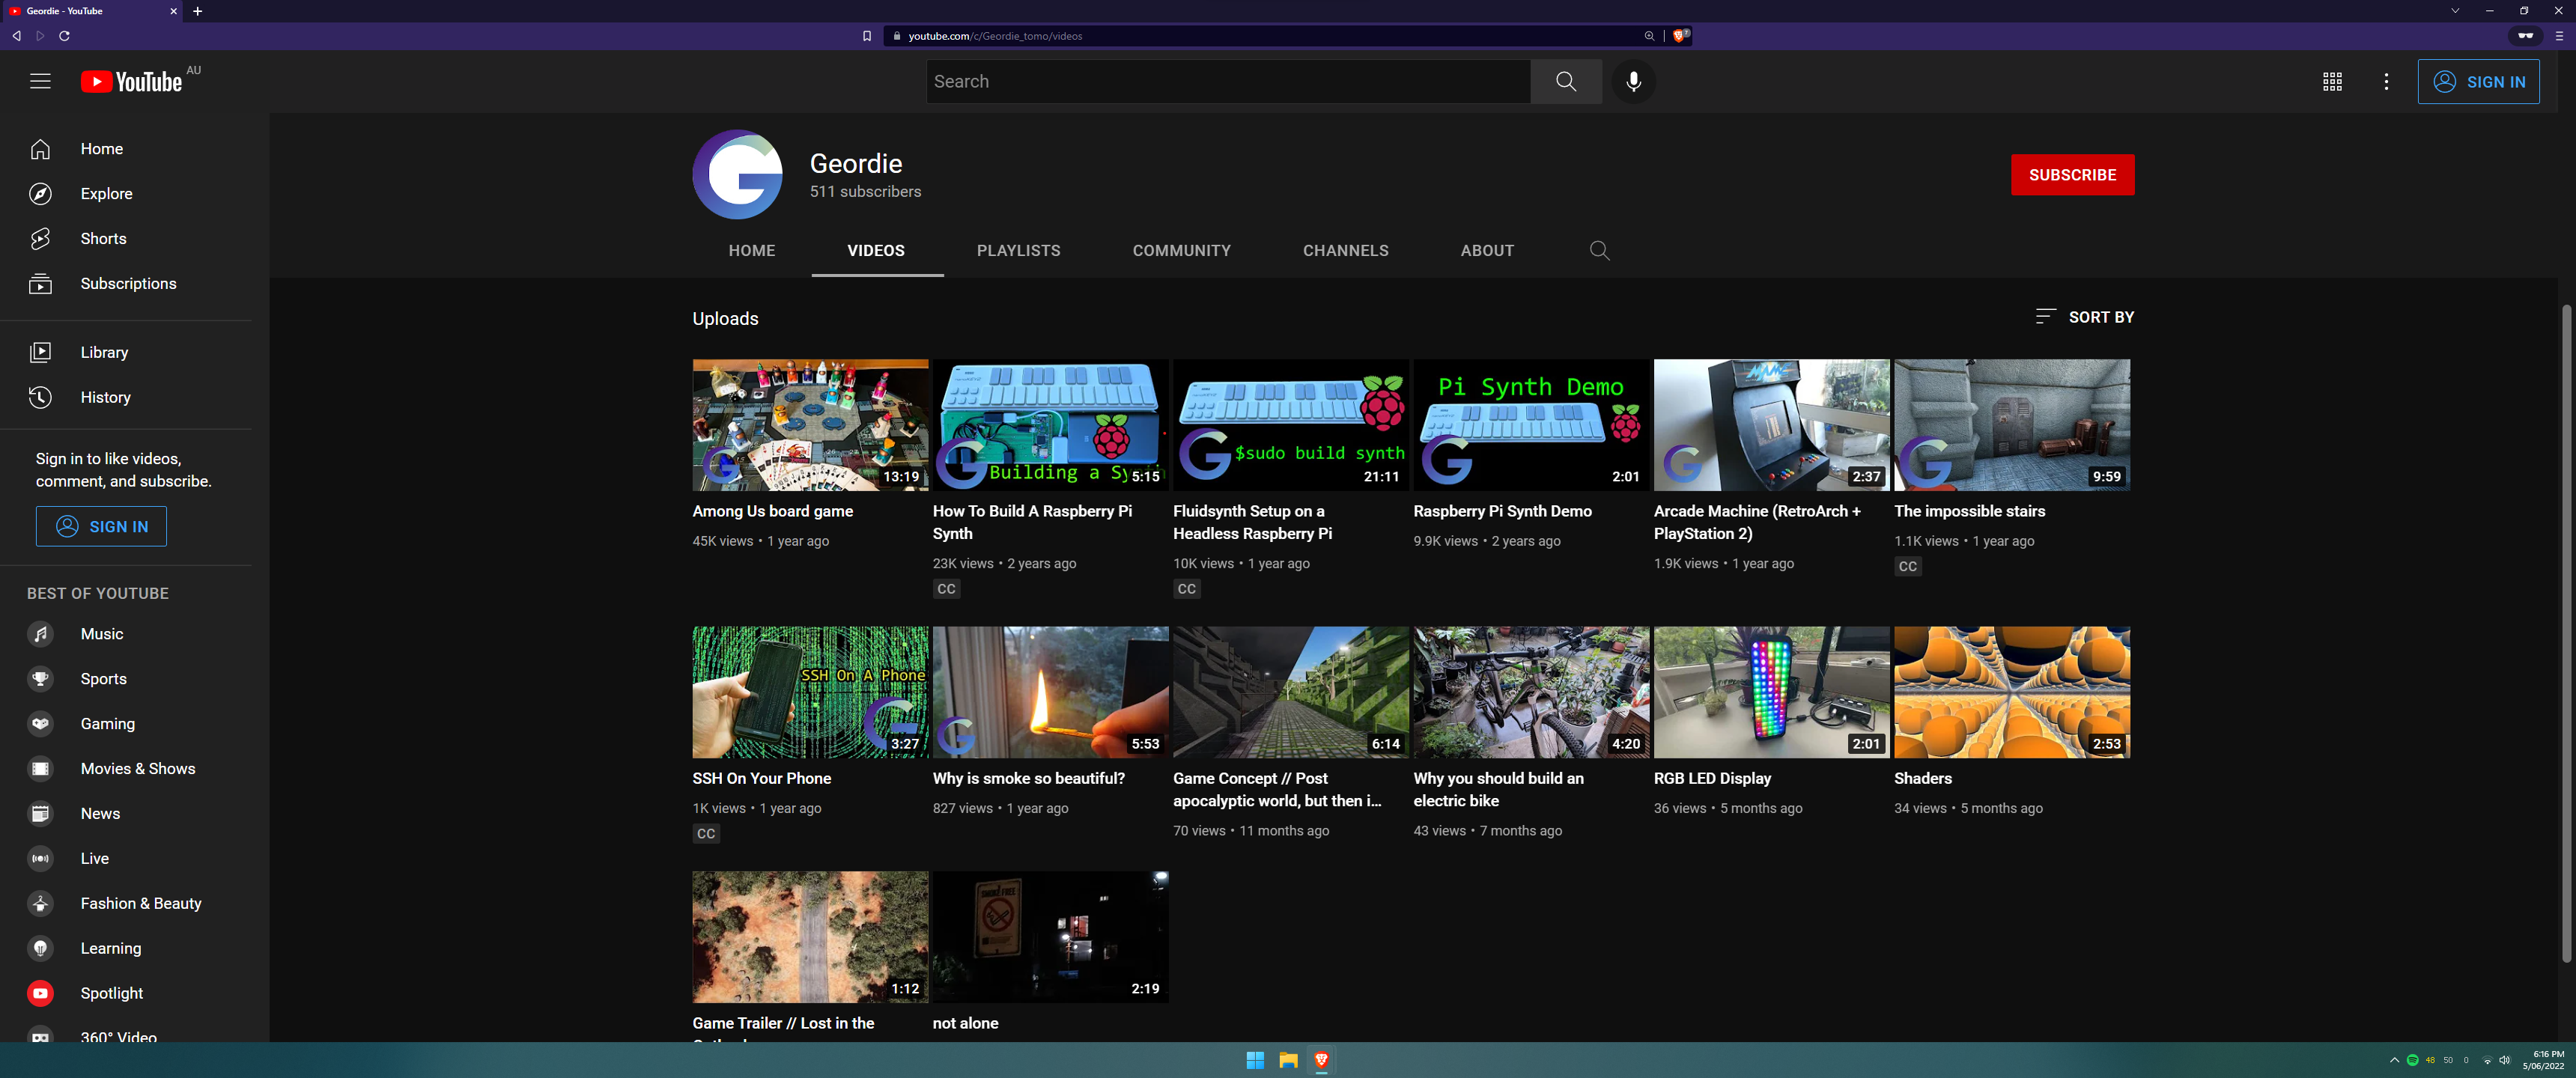 Geordie - YouTube
youtube.com/c/Geordie_tomo/videos
7
YouTube AU
Search
SIGN IN
Home
Explore
Shorts
Subscriptions
Library
History
Sign in to like videos,
comment, and subscribe.
SIGN IN
BEST OF YOUTUBE
Music
Sports
Gaming
Movies & Shows
News
Live
Fashion & Beauty
Learning
Spotlight
360° Video
Geordie
511 subscribers
SUBSCRIBE
HOME VIDEOS PLAYLISTS COMMUNITY CHANNELS ABOUT
Uploads
SORT BY
13:19
Among Us board game
45K views • 1 year ago
Building a Synth
5:15
How To Build A Raspberry Pi
Synth
23K views • 2 years ago
CC
$sudo build synth
21:11
Fluidsynth Setup on a
Headless Raspberry Pi
10K views • 1 year ago
CC
Pi Synth Demo
2:01
Raspberry Pi Synth Demo
9.9K views • 2 years ago
MAME
2:37
Arcade Machine (RetroArch +
PlayStation 2)
1.9K views • 1 year ago
9:59
The impossible stairs
1.1K views • 1 year ago
CC
SSH On A Phone
3:27
SSH On Your Phone
1K views • 1 year ago
CC
5:53
Why is smoke so beautiful?
827 views • 1 year ago
6:14
Game Concept // Post
apocalyptic world, but then i...
70 views • 11 months ago
4:20
Why you should build an
electric bike
43 views • 7 months ago
2:01
RGB LED Display
36 views • 5 months ago
2:53
Shaders
34 views • 5 months ago
1:12
Game Trailer // Lost in the
SMOKE FREE
2:19
not alone
48 50 0
6:16 PM
5/06/2022